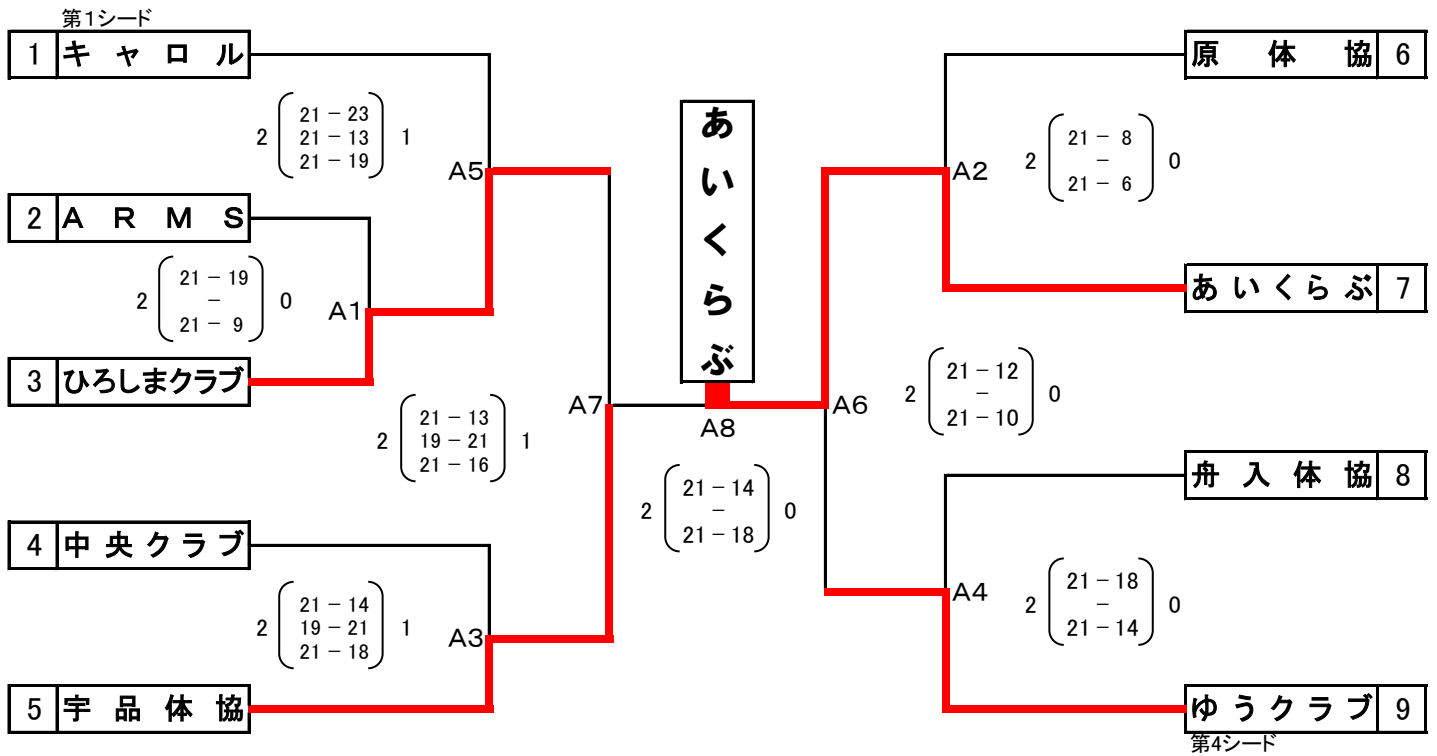 第1シード
1 キャロル
2 21 － 23 1
21 － 13
21 － 19
A5
2 ＡＲＭＳ
2 21 － 19 0
－
21 － 9
A1
3 ひろしまクラブ
A7
2 21 － 13 1
19 － 21
21 － 16
4 中央クラブ
2 21 － 14 1
19 － 21
21 － 18
A3
5 宇品体協
あいくらぶ
A8
2 21 － 14 0
－
21 － 18
原体協 6
A2
2 21 － 8 0
－
21 － 6
あいくらぶ 7
A6
2 21 － 12 0
－
21 － 10
舟入体協 8
A4
2 21 － 18 0
－
21 － 14
ゆうクラブ 9
第4シード